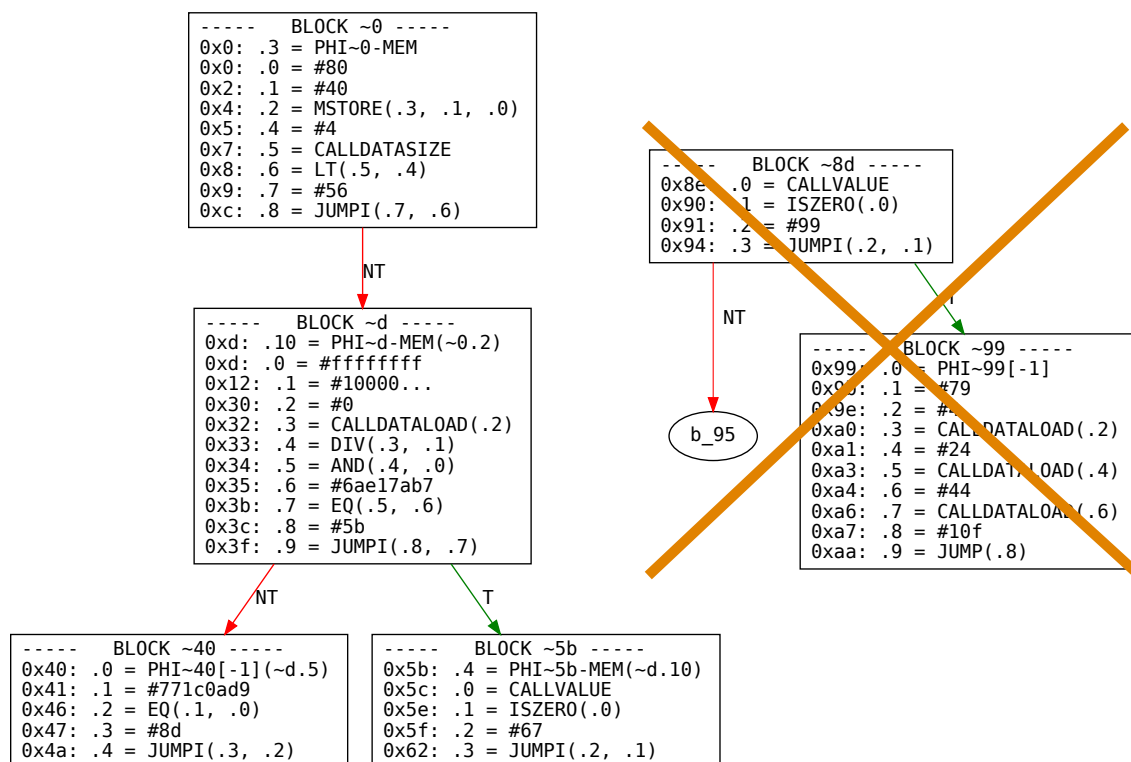 -----   BLOCK ~0 -----
0x0: .3 = PHI~0-MEM
0x0: .0 = #80
0x2: .1 = #40
0x4: .2 = MSTORE(.3, .1, .0)
0x5: .4 = #4
0x7: .5 = CALLDATASIZE
0x8: .6 = LT(.5, .4)
0x9: .7 = #56
0xc: .8 = JUMPI(.7, .6)
NT
-----   BLOCK ~d -----
0xd: .10 = PHI~d-MEM(~0.2)
0xd: .0 = #ffffffff
0x12: .1 = #10000...
0x30: .2 = #0
0x32: .3 = CALLDATALOAD(.2)
0x33: .4 = DIV(.3, .1)
0x34: .5 = AND(.4, .0)
0x35: .6 = #6ae17ab7
0x3b: .7 = EQ(.5, .6)
0x3c: .8 = #5b
0x3f: .9 = JUMPI(.8, .7)
NT
T
-----   BLOCK ~40 -----
0x40: .0 = PHI~40[-1](~d.5)
0x41: .1 = #771c0ad9
0x46: .2 = EQ(.1, .0)
0x47: .3 = #8d
0x4a: .4 = JUMPI(.3, .2)
-----   BLOCK ~5b -----
0x5b: .4 = PHI~5b-MEM(~d.10)
0x5c: .0 = CALLVALUE
0x5e: .1 = ISZERO(.0)
0x5f: .2 = #67
0x62: .3 = JUMPI(.2, .1)
-----   BLOCK ~8d -----
0x8e: .0 = CALLVALUE
0x90: .1 = ISZERO(.0)
0x91: .2 = #99
0x94: .3 = JUMPI(.2, .1)
NT
b_95
-----   BLOCK ~99 -----
0x99: .0 = PHI~99[-1]
.1 = #79
0x9e: .2 =
0xa0: .3 = CALLDATALOAD(.2)
0xa1: .4 = #24
0xa3: .5 = CALLDATALOAD(.4)
0xa4: .6 = #44
0xa6: .7 = CALLDATALOAD(.6)
0xa7: .8 = #10f
0xaa: .9 = JUMP(.8)